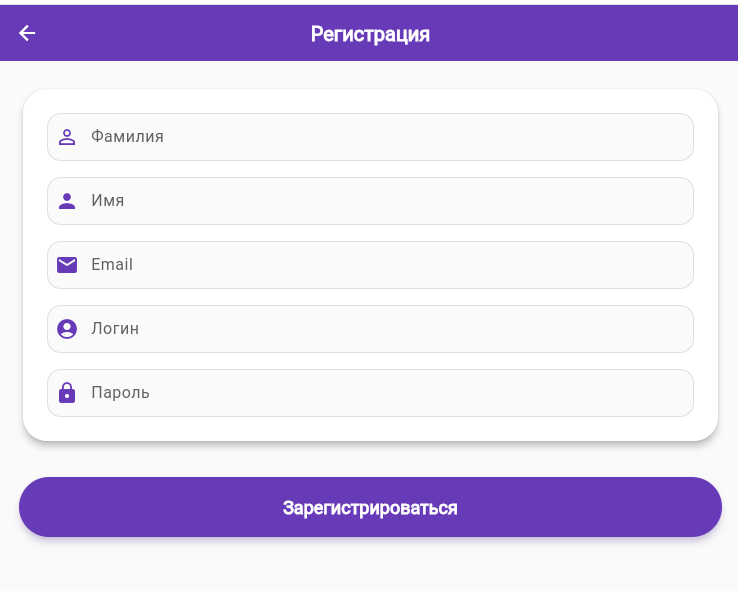 Регистрация
Фамилия
Имя
Email
Логин
Пароль
Зарегистрироваться